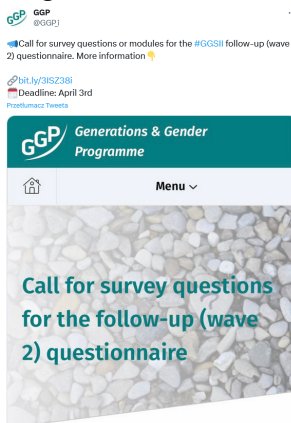 GGP
GGP
@GGP_I
📣Call for survey questions or modules for the #GGSII follow-up (wave
2) questionnaire. More information👇
🔗bit.ly/3ISZ38i
🗓Deadline: April 3rd
Przetłumacz Tweeta
GGP
Generations & Gender
Programme
Menu
Call for survey questions
for the follow-up (wave
2) questionnaire